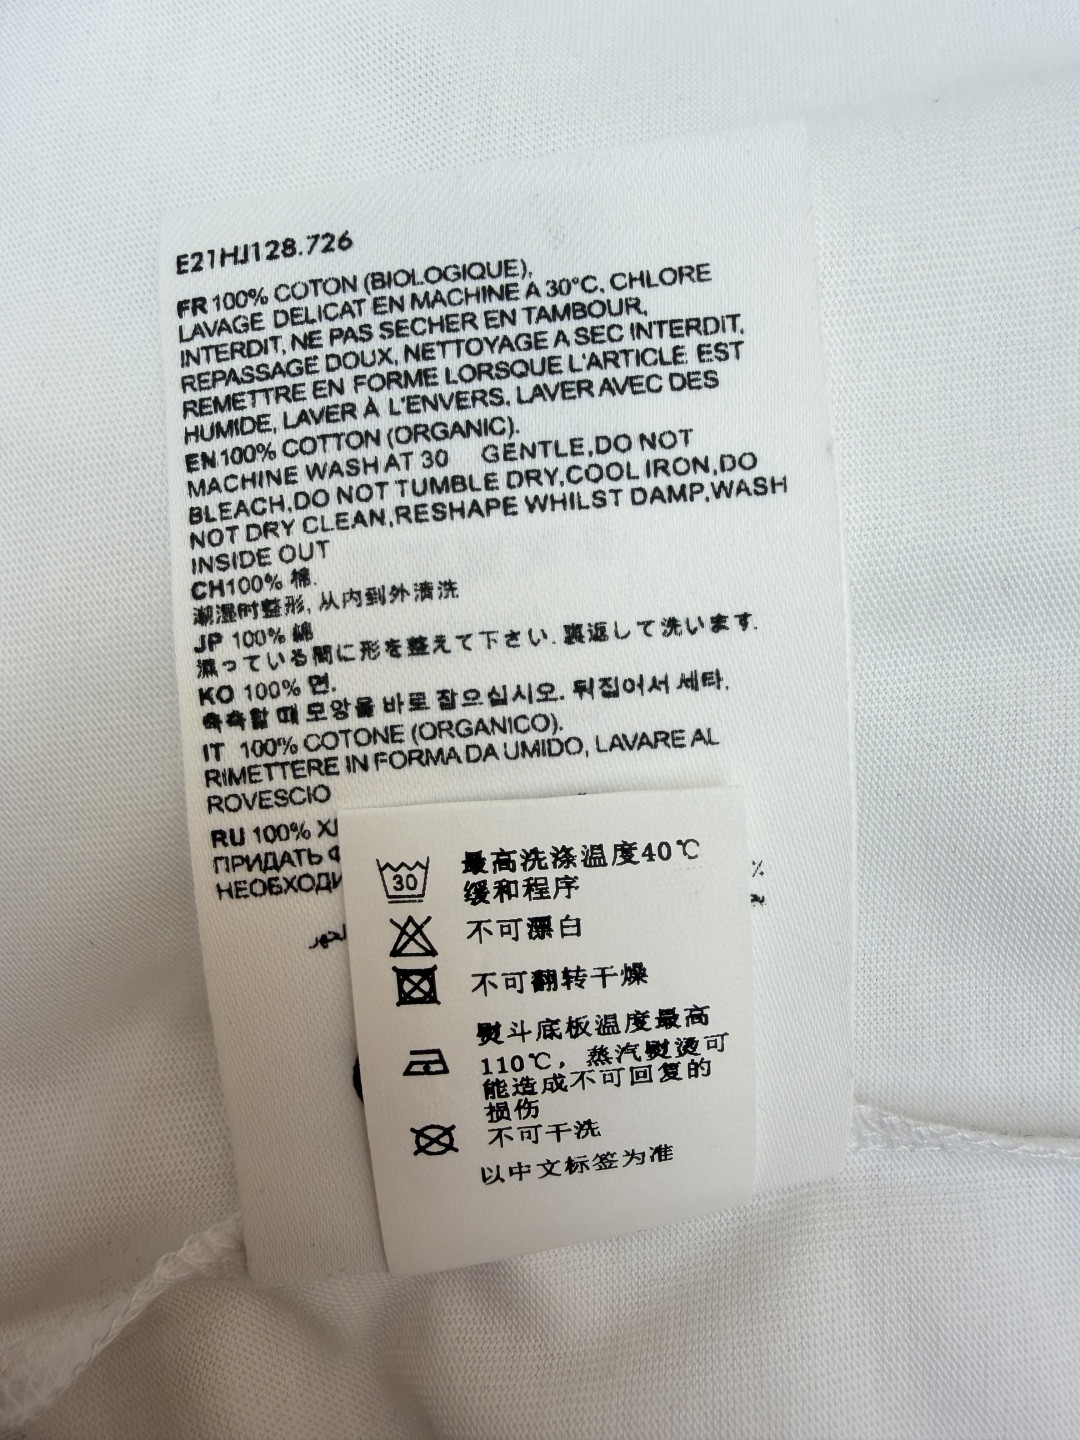 E21HJ128.726
FR 100% COTON (BIOLOGIQUE),
LAVAGE DELICAT EN MACHINE A 30°C, CHLORE
INTERDIT, NE PAS SECHER EN TAMBOUR,
REPASSAGE DOUX, NETTOYAGE A SEC INTERDIT,
REMETTRE EN FORME LORSQUE L'ARTICLE EST
HUMIDE, LAVER À L'ENVERS, LAVER AVEC DES
EN 100% COTTON (ORGANIC).
MACHINE WASH AT 30 GENTLE,DO NOT
BLEACH,DO NOT TUMBLE DRY,COOL IRON,DO
NOT DRY CLEAN,RESHAPE WHILST DAMP,WASH
INSIDE OUT
CH100% 棉.
潮湿时整形, 从内到外清洗
JP 100% 綿
濕っている間に形を整えて下さい. 裏返して洗います.
KO 100% 면.
축축할 때 모양을 바로 잡으십시오. 뒤집어서 세탁.
IT 100% COTONE (ORGANICO).
RIMETTERE IN FORMA DA UMIDO, LAVARE AL
ROVESCIO
RU 100%
ПРИДАТЬ
30
最高洗涤温度40℃
缓和程序
不可漂白
不可翻转干燥
熨斗底板温度最高
110℃，蒸汽熨烫可
能造成不可回复的
损伤
不可干洗
以中文标签为准